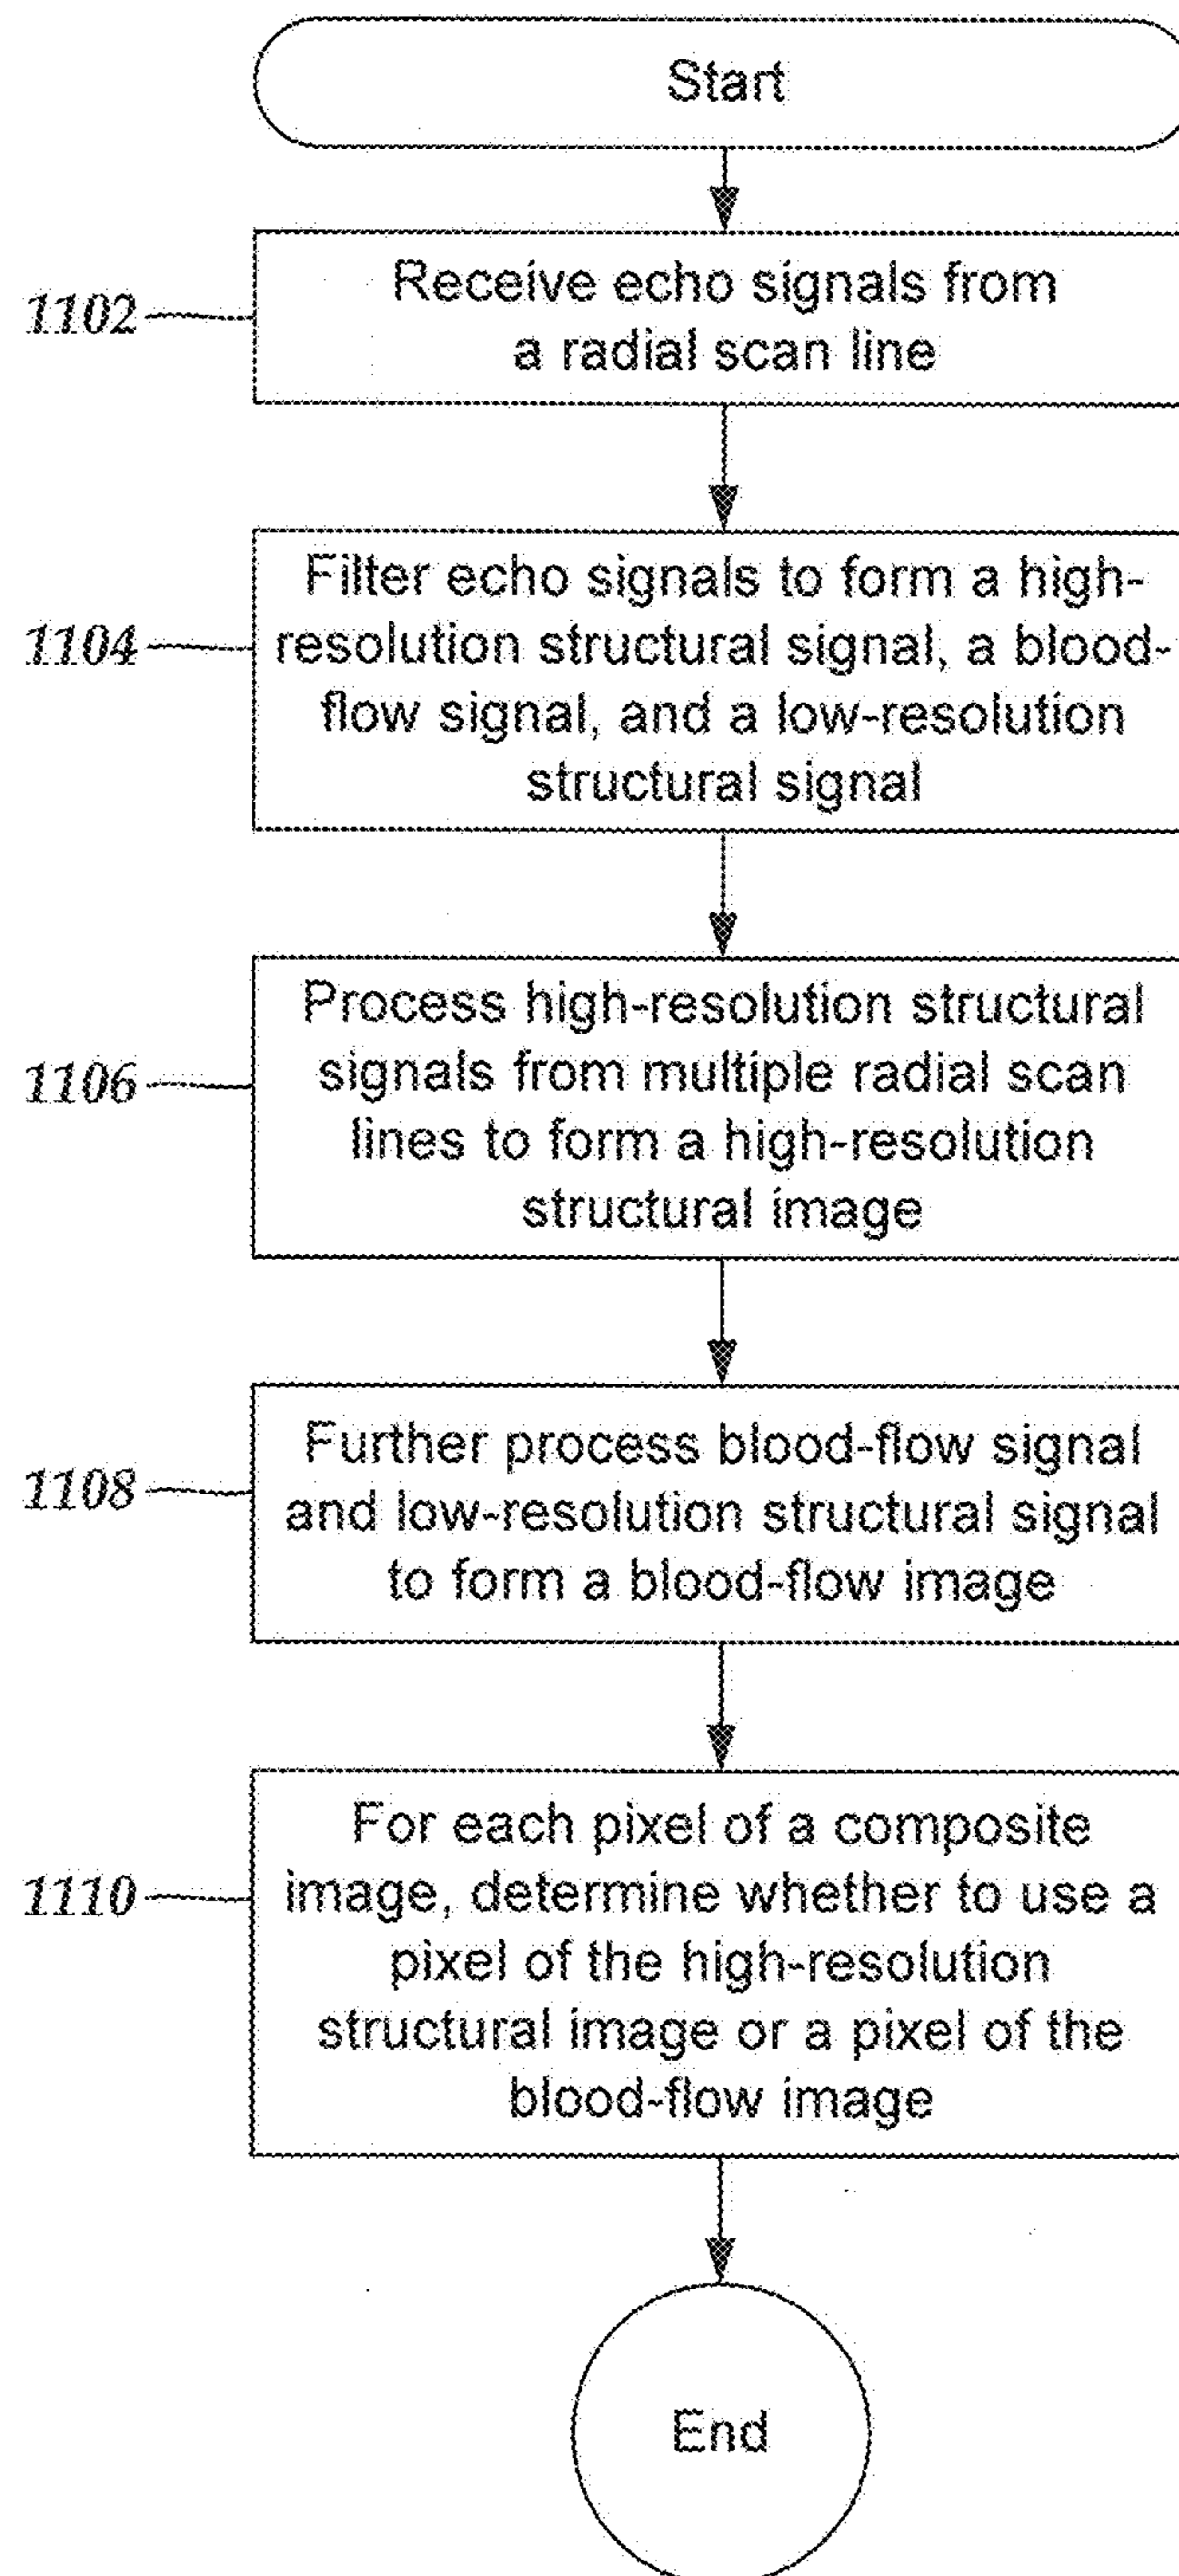 Start
1102
Receive echo signals from
a radial scan line
1104
Filter echo signals to form a high-
resolution structural signal, a blood-
flow signal, and a low-resolution
structural signal
1106
Process high-resolution structural
signals from multiple radial scan
lines to form a high-resolution
structural image
1108
Further process blood-flow signal
and low-resolution structural signal
to form a blood-flow image
1110
For each pixel of a composite
image, determine whether to use a
pixel of the high-resolution
structural image or a pixel of the
blood-flow image
End